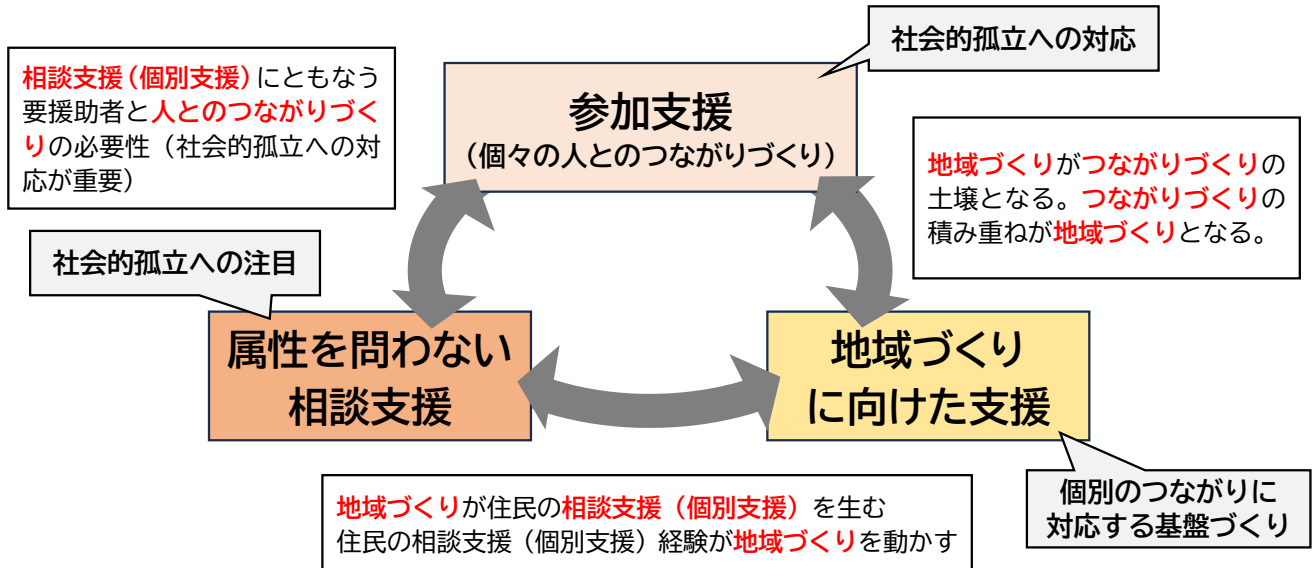 社会的孤立への対応
相談支援（個別支援）にともなう
要援助者と人とのつながりづく
りの必要性（社会的孤立への対
応が重要）
参加支援
（個々の人とのつながりづくり）
地域づくりがつながりづくりの
土壌となる。つながりづくりの
積み重ねが地域づくりとなる。
社会的孤立への注目
属性を問わない
相談支援
地域づくり
に向けた支援
地域づくりが住民の相談支援（個別支援）を生む
住民の相談支援（個別支援）経験が地域づくりを動かす
個別のつながりに
対応する基盤づくり